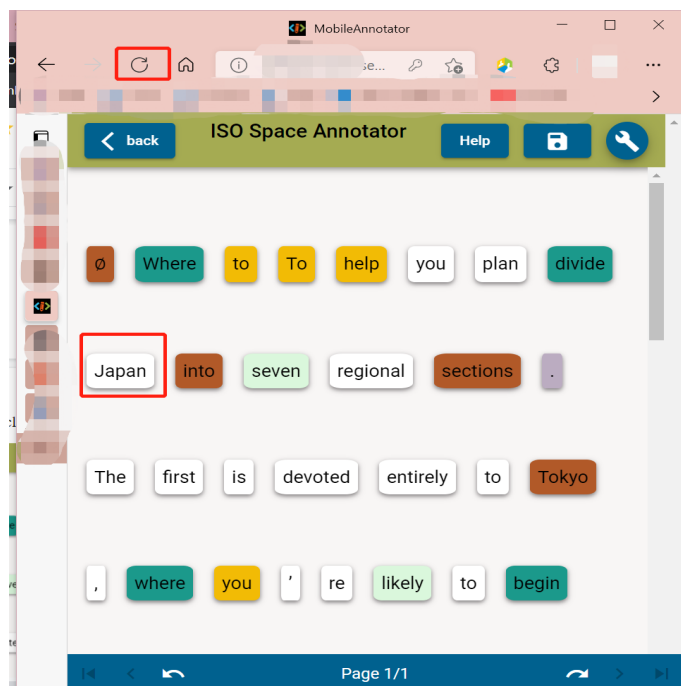 MobileAnnotator
se...
back
ISO Space Annotator
Help
Ø Where to To help you plan divide
Japan into seven regional sections .
The first is devoted entirely to Tokyo
, where you ’ re likely to begin
Page 1/1